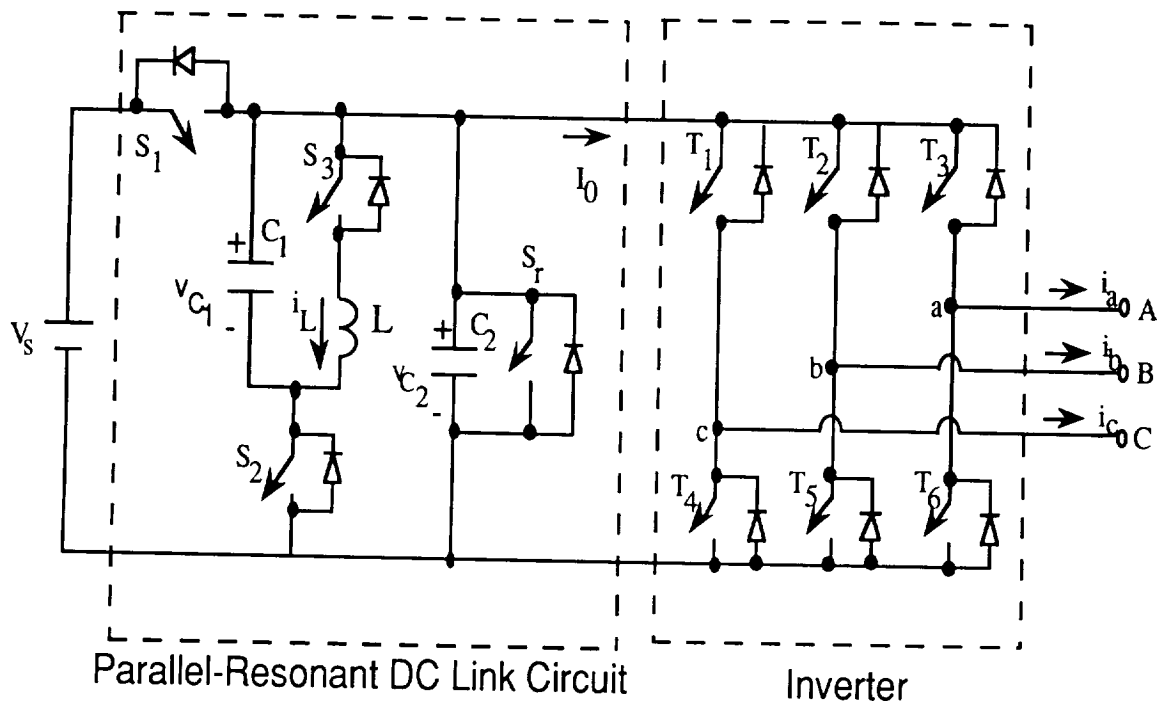 S1
S3
T1
T2
T3
I0
+
C1
Sr
vC1
-
iL
L
+
C2
Vs
vC2
-
ia
a
A
ib
b
B
ic
c
C
S2
T4
T5
T6
Parallel-Resonant DC Link Circuit
Inverter